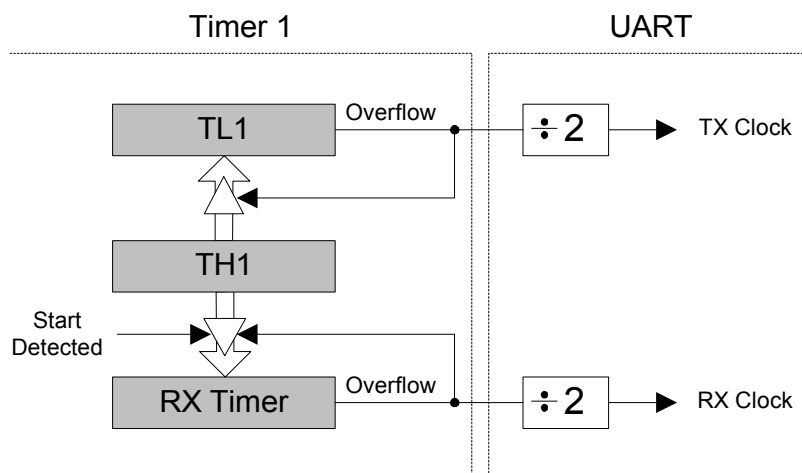 Timer 1
UART
TL1
Overflow
÷2
TX Clock
TH1
Start
Detected
RX Timer
Overflow
÷2
RX Clock